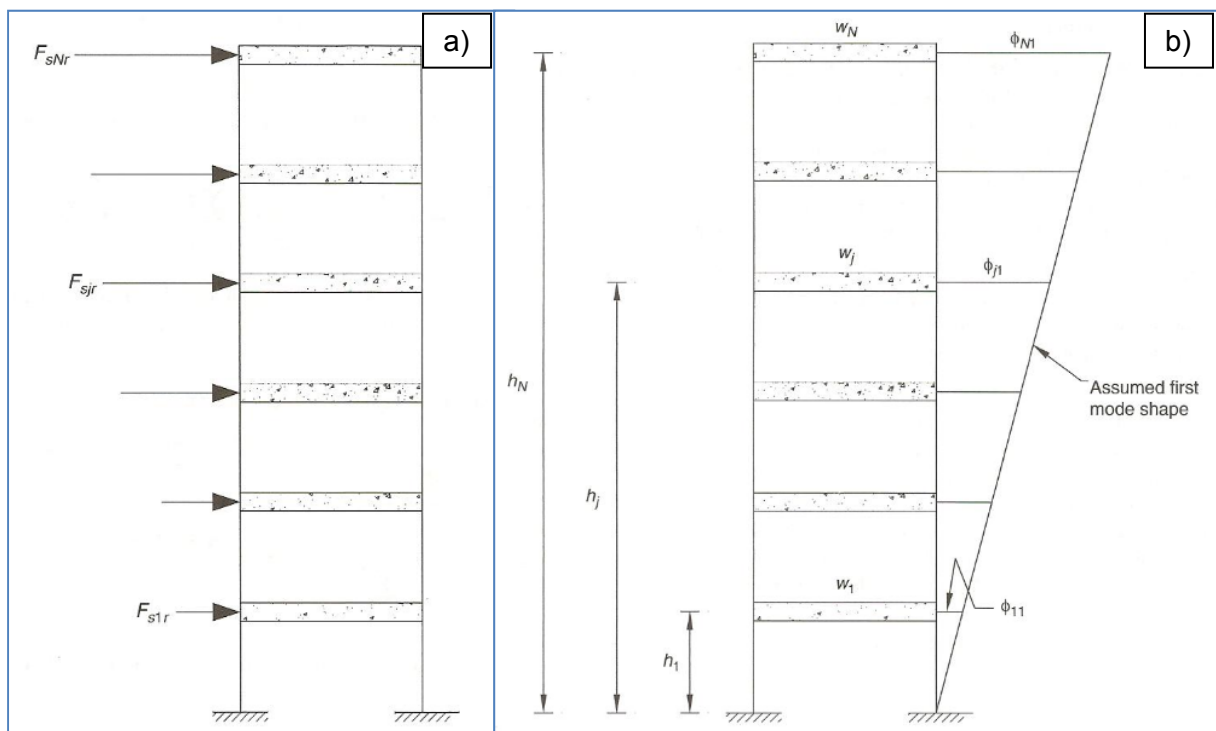 a)
F_sNr
F_sjr
F_s1r
b)
w_N
ϕ_N1
w_j
ϕ_j1
h_N
Assumed first
mode shape
h_j
w_1
ϕ_11
h_1